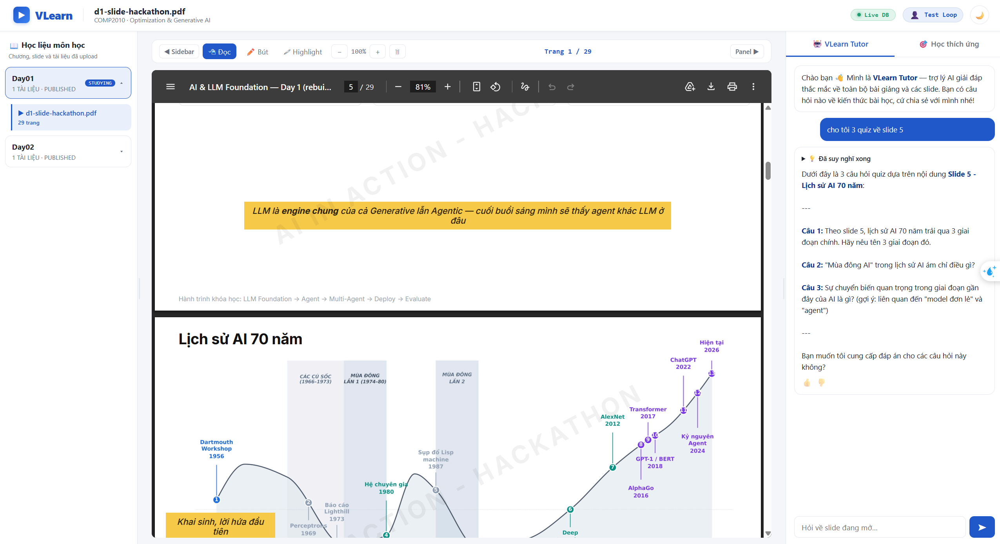 VLearn
d1-slide-hackathon.pdf
COMP2010 · Optimization & Generative AI
Live DB
Test Loop
Học liệu môn học
Chương, slide và tài liệu đã upload
Day01
1 TÀI LIỆU · PUBLISHED
STUDYING
d1-slide-hackathon.pdf
29 trang
Day02
1 TÀI LIỆU · PUBLISHED
Sidebar
Đọc
Bút
Highlight
−
100%
+
Trang 1 / 29
Panel
AI & LLM Foundation — Day 1 (rebui...
5 / 29
81%
AI IN ACTION - HACK
LLM là engine chung của cả Generative lẫn Agentic — cuối buổi sáng mình sẽ thấy agent khác LLM ở
đâu
Hành trình khóa học: LLM Foundation → Agent → Multi-Agent → Deploy → Evaluate
Lịch sử AI 70 năm
CÁC CÚ SỐC
(1966–1973)
MÙA ĐÔNG
LẦN 1 (1974–80)
MÙA ĐÔNG
LẦN 2
Hiện tại
2026
ChatGPT
2022
Transformer
2017
AlexNet
2012
Kỷ nguyên
Agent
2024
GPT-1 / BERT
2018
AlphaGo
2016
Dartmouth
Workshop
1956
Sụp đổ Lisp
machine
1987
Hệ chuyên gia
1980
Báo cáo
Lighthill
1973
Perceptrons
1969
Deep
1
2
4
5
6
7
8
9
10
11
12
13
ACTION - HACKATHON
Khai sinh, lời hứa đầu
tiên
VLearn Tutor
Học thích ứng
Chào bạn 👋 Mình là VLearn Tutor — trợ lý AI giải đáp
thắc mắc về toàn bộ bài giảng và các slide. Bạn có câu
hỏi nào về kiến thức bài học, cứ chia sẻ với mình nhé!
cho tôi 3 quiz về slide 5
Đã suy nghĩ xong
Dưới đây là 3 câu hỏi quiz dựa trên nội dung Slide 5 -
Lịch sử AI 70 năm:
---
Câu 1: Theo slide 5, lịch sử AI 70 năm trải qua 3 giai
đoạn chính. Hãy nêu tên 3 giai đoạn đó.
Câu 2: "Mùa đông AI" trong lịch sử AI ám chỉ điều gì?
Câu 3: Sự chuyển biến quan trọng trong giai đoạn gần
đây của AI là gì? (gợi ý: liên quan đến "model đơn lẻ" và
"agent")
---
Bạn muốn tôi cung cấp đáp án cho các câu hỏi này
không?
Hỏi về slide đang mở...